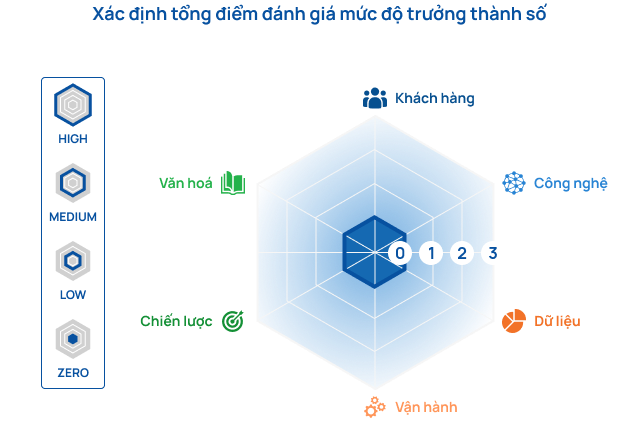 Xác định tổng điểm đánh giá mức độ trưởng thành số
HIGH
MEDIUM
LOW
ZERO
Khách hàng
Văn hoá
Công nghệ
0 1 2 3
Chiến lược
Dữ liệu
Vận hành